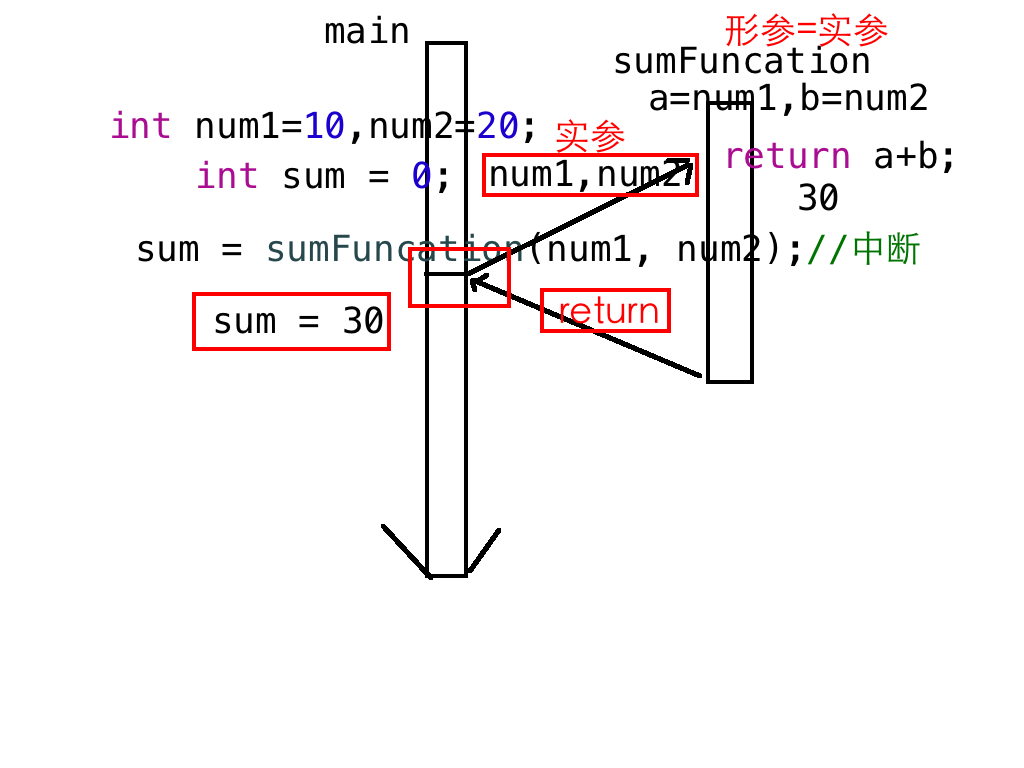 main
形参=实参
sumFuncation
a=num1,b=num2
int num1=10,num2=20;
实参
int sum = 0;
num1,num2
return a+b;
30
sum = sumFuncation(num1, num2);//中断
return
sum = 30